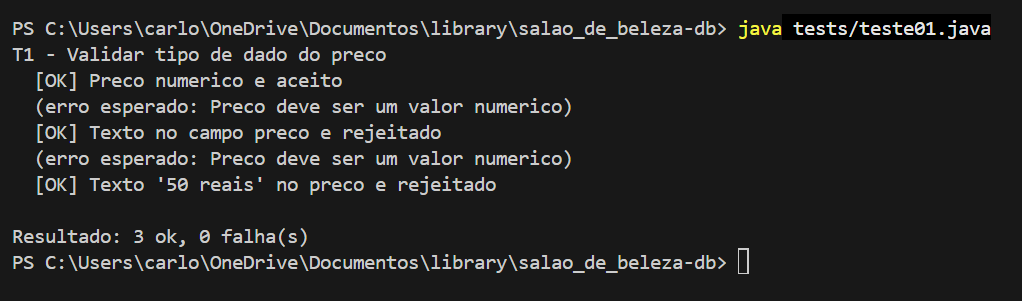 PS C:\Users\carlo\OneDrive\Documentos\library\salao_de_beleza-db> java tests/teste01.java
T1 - Validar tipo de dado do preco
  [OK] Preco numerico e aceito
  (erro esperado: Preco deve ser um valor numerico)
  [OK] Texto no campo preco e rejeitado
  (erro esperado: Preco deve ser um valor numerico)
  [OK] Texto '50 reais' no preco e rejeitado

Resultado: 3 ok, 0 falha(s)
PS C:\Users\carlo\OneDrive\Documentos\library\salao_de_beleza-db>